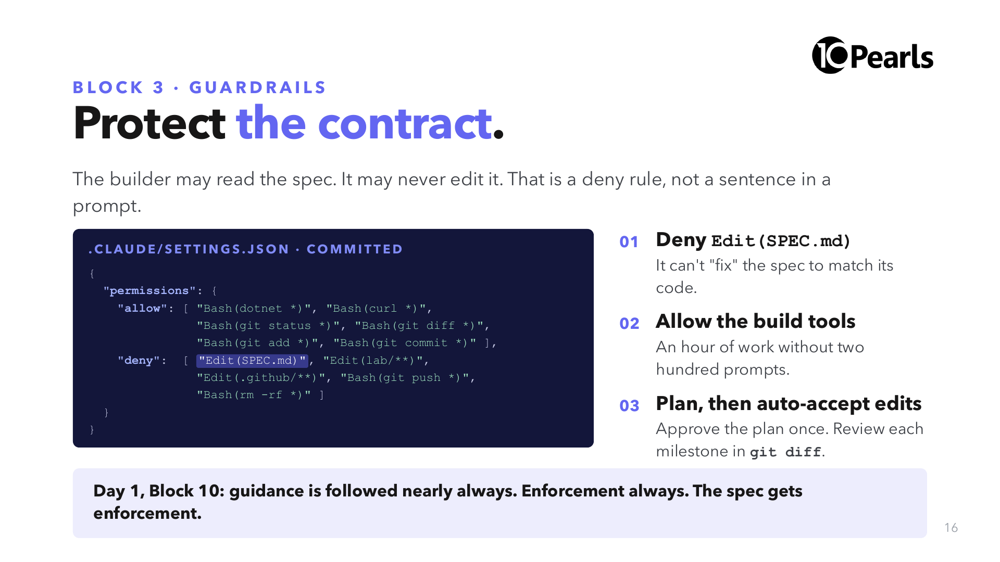 10Pearls
BLOCK 3 · GUARDRAILS
Protect the contract.
The builder may read the spec. It may never edit it. That is a deny rule, not a sentence in a
prompt.
.CLAUDE/SETTINGS.JSON · COMMITTED
{
  "permissions": {
    "allow": [ "Bash(dotnet *)", "Bash(curl *)",
               "Bash(git status *)", "Bash(git diff *)",
               "Bash(git add *)", "Bash(git commit *)" ],
    "deny":  [ "Edit(SPEC.md)", "Edit(lab/**)",
               "Edit(.github/**)", "Bash(git push *)",
               "Bash(rm -rf *)" ]
  }
}
01 Deny Edit(SPEC.md)
It can't "fix" the spec to match its
code.
02 Allow the build tools
An hour of work without two
hundred prompts.
03 Plan, then auto-accept edits
Approve the plan once. Review each
milestone in git diff.
Day 1, Block 10: guidance is followed nearly always. Enforcement always. The spec gets
enforcement.
16